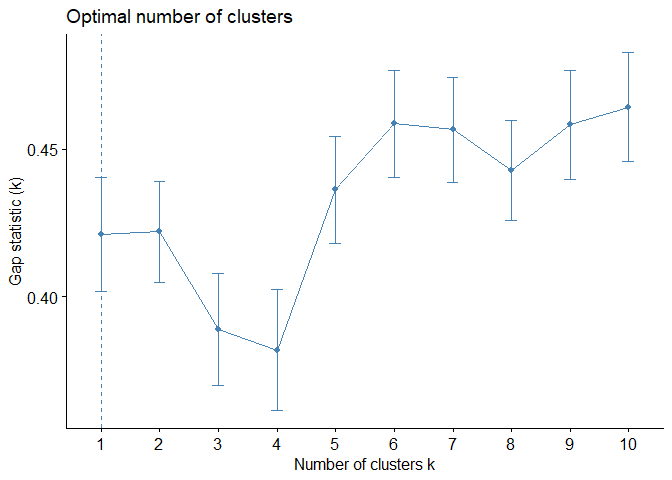 Optimal number of clusters
Gap statistic (k)
0.45
0.40
1 2 3 4 5 6 7 8 9 10
Number of clusters k